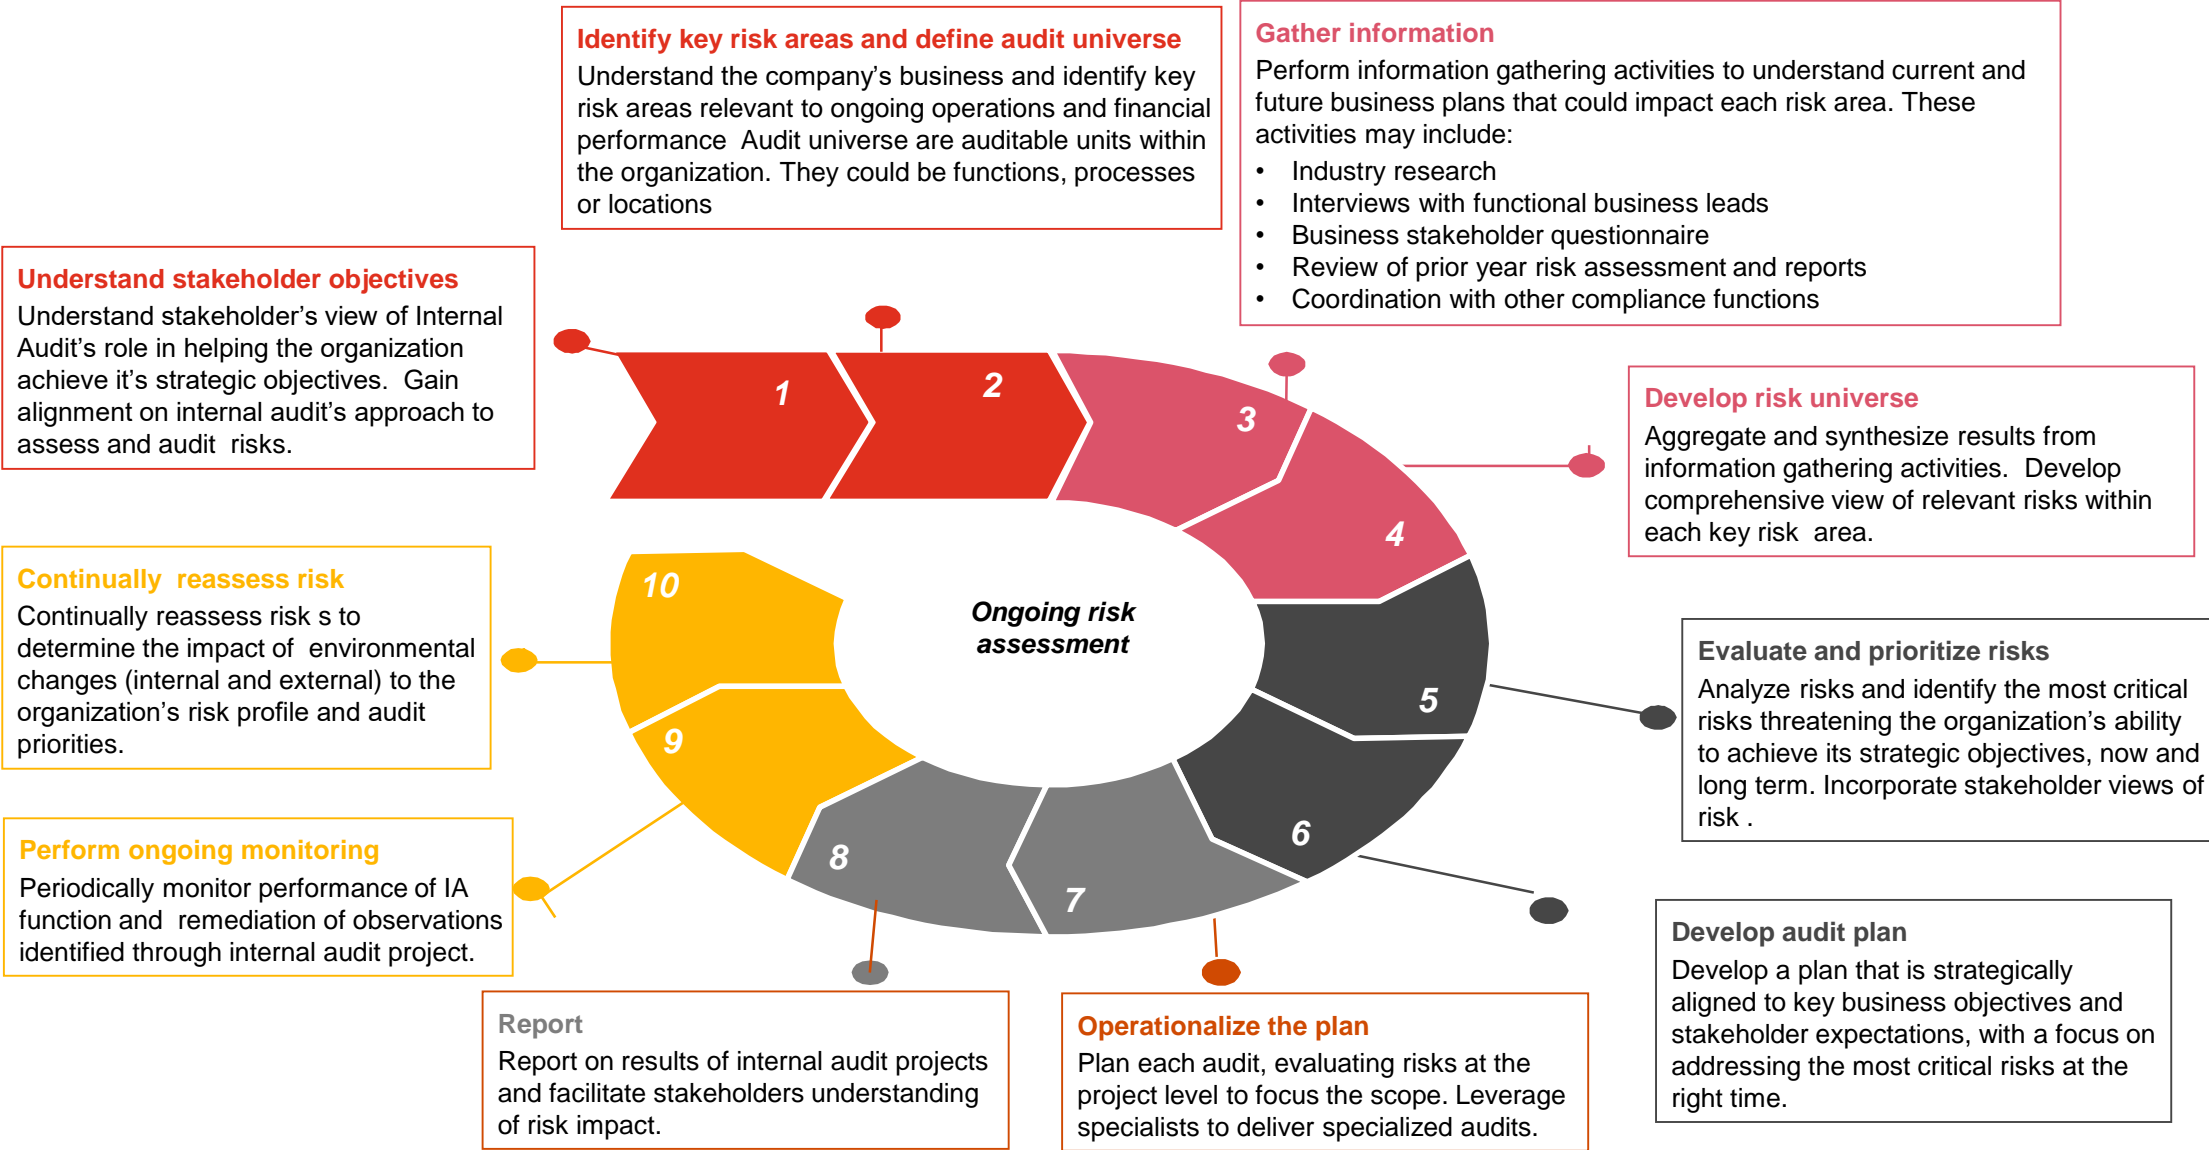 Identify key risk areas and define audit universe
Understand the company’s business and identify key
risk areas relevant to ongoing operations and financial
performance  Audit universe are auditable units within
the organization. They could be functions, processes
or locations
Gather information
Perform information gathering activities to understand current and
future business plans that could impact each risk area. These
activities may include:
• Industry research
• Interviews with functional business leads
• Business stakeholder questionnaire
• Review of prior year risk assessment and reports
• Coordination with other compliance functions
Understand stakeholder objectives
Understand stakeholder’s view of Internal
Audit’s role in helping the organization
achieve it’s strategic objectives.  Gain
alignment on internal audit’s approach to
assess and audit  risks.
1
2
3
4
5
6
7
8
9
10
Ongoing risk
assessment
Develop risk universe
Aggregate and synthesize results from
information gathering activities.  Develop
comprehensive view of relevant risks within
each key risk  area.
Continually  reassess risk
Continually reassess risk s to
determine the impact of  environmental
changes (internal and external) to the
organization’s risk profile and audit
priorities.
Evaluate and prioritize risks
Analyze risks and identify the most critical
risks threatening the organization’s ability
to achieve its strategic objectives, now and
long term. Incorporate stakeholder views of
risk .
Perform ongoing monitoring
Periodically monitor performance of IA
function and  remediation of observations
identified through internal audit project.
Develop audit plan
Develop a plan that is strategically
aligned to key business objectives and
stakeholder expectations, with a focus on
addressing the most critical risks at the
right time.
Report
Report on results of internal audit projects
and facilitate stakeholders understanding
of risk impact.
Operationalize the plan
Plan each audit, evaluating risks at the
project level to focus the scope. Leverage
specialists to deliver specialized audits.